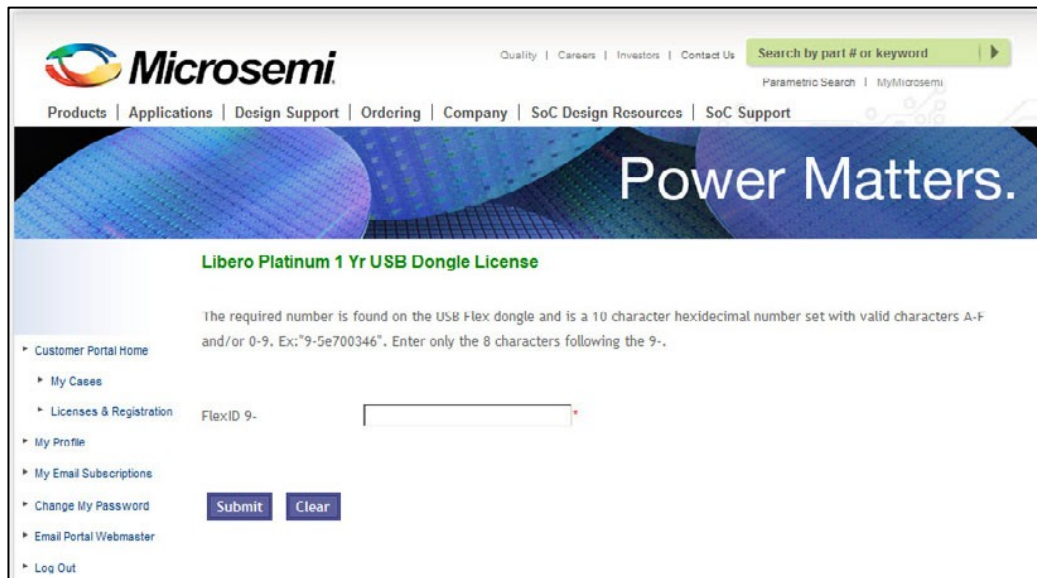 Microsemi.
Quality | Careers | Investors | Contact Us
Search by part # or keyword
Parametric Search | MyMicrosemi
Products | Applications | Design Support | Ordering | Company | SoC Design Resources | SoC Support
Power Matters.
Libero Platinum 1 Yr USB Dongle License
The required number is found on the USB Flex dongle and is a 10 character hexidecimal number set with valid characters A-F
and/or 0-9. Ex:"9-5e700346". Enter only the 8 characters following the 9-.
Customer Portal Home
My Cases
Licenses & Registration
FlexID 9- *
My Profile
My Email Subscriptions
Change My Password
Submit Clear
Email Portal Webmaster
Log Out